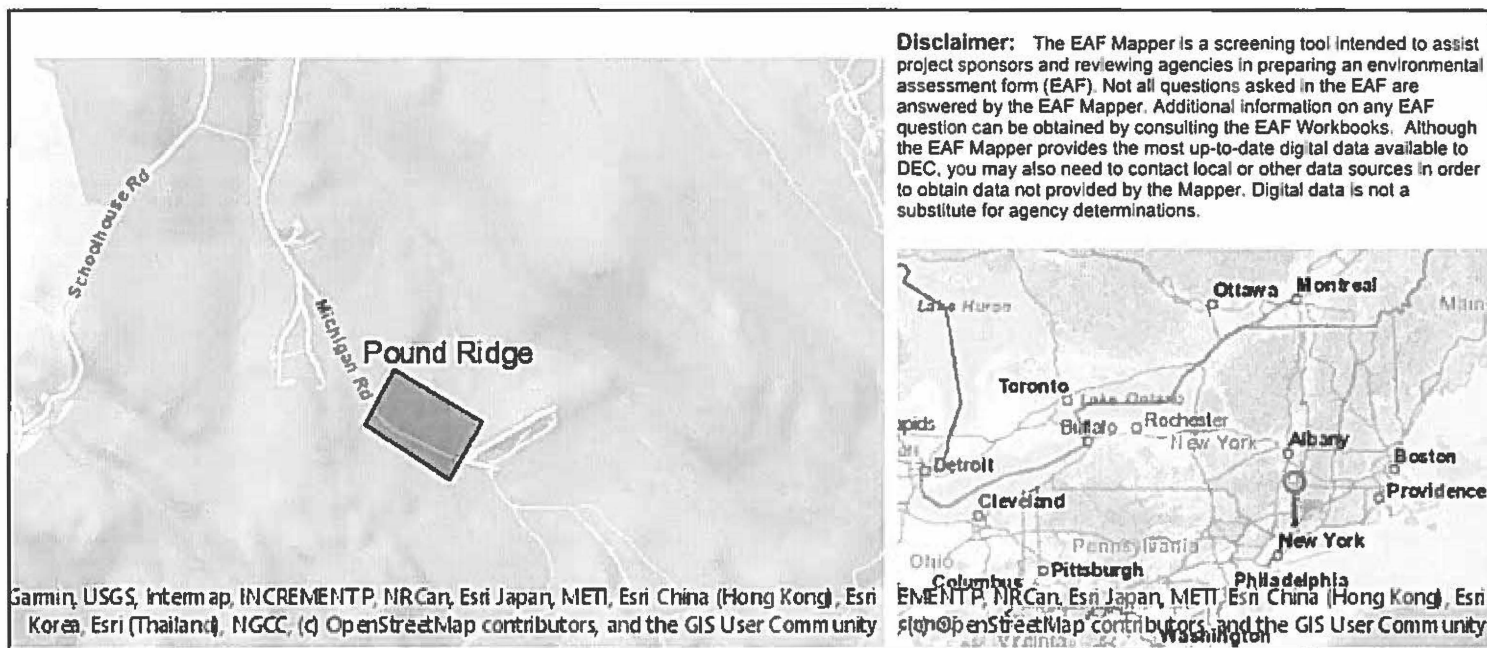 Disclaimer: The EAF Mapper is a screening tool intended to assist
project sponsors and reviewing agencies in preparing an environmental
assessment form (EAF). Not all questions asked in the EAF are
answered by the EAF Mapper. Additional information on any EAF
question can be obtained by consulting the EAF Workbooks. Although
the EAF Mapper provides the most up-to-date digital data available to
DEC, you may also need to contact local or other data sources in order
to obtain data not provided by the Mapper. Digital data is not a
substitute for agency determinations.
Schoolhouse Rd
Michigan Rd
Pound Ridge
Garmin, USGS, Intermap, INCREMENT P, NRCan, Esri Japan, METI, Esri China (Hong Kong), Esri
Korea, Esri (Thailand), NGCC, (c) OpenStreetMap contributors, and the GIS User Community
Ottawa
Montreal
Main
Lake Huron
Toronto
Lake Ontario
Rochester
apids
Buffalo
New York
Albany
Boston
Detroit
Providence
Cleveland
New York
Pennsylvania
Ohio
Pittsburgh
Philadelphia
Columbus
EMENT P, NRCan, Esri Japan, METI, Esri China (Hong Kong), Esri
(c) OpenStreetMap contributors, and the GIS User Community
Virginia
Washington